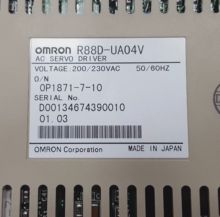 OMRON R88D-UA04V
AC SERVO DRIVER
VOLTAGE:200/230VAC 50/60HZ
O/N
OP1871-7-10
SERIAL No.
D00134674390010
01.03
OMRON Corporation MADE IN JAPAN